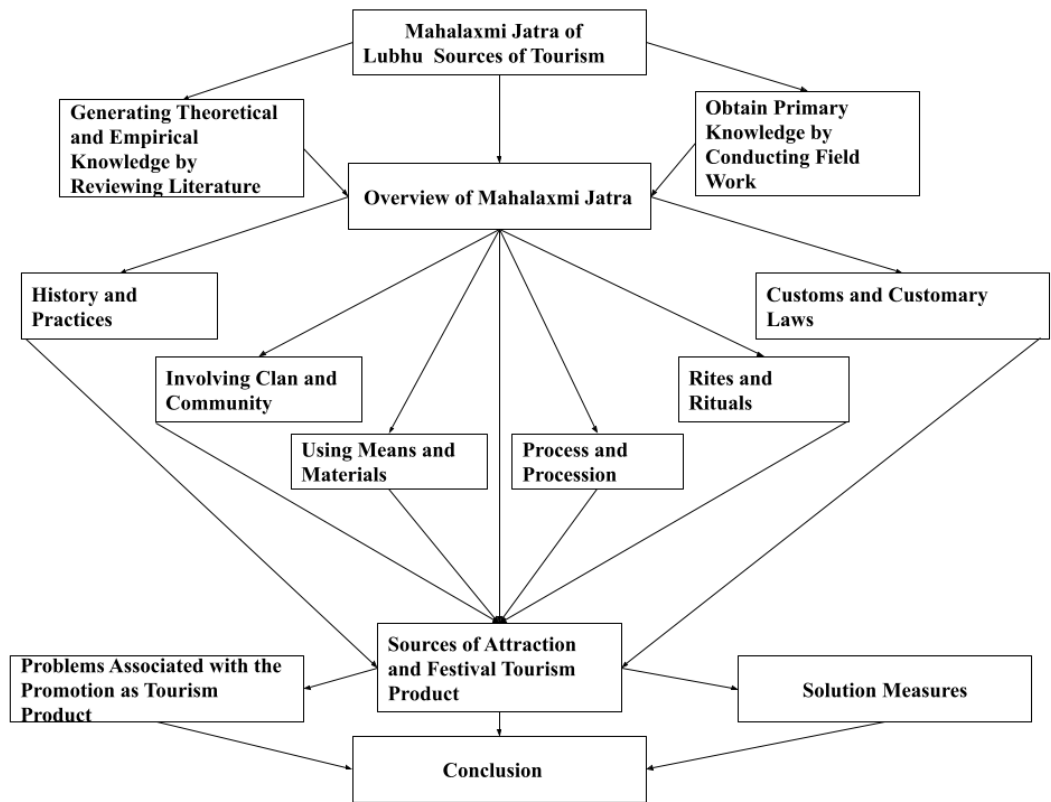 Mahalaxmi Jatra of
Lubhu Sources of Tourism
Generating Theoretical
and Empirical
Knowledge by
Reviewing Literature
Obtain Primary
Knowledge by
Conducting Field
Work
Overview of Mahalaxmi Jatra
History and
Practices
Customs and Customary
Laws
Involving Clan and
Community
Rites and
Rituals
Using Means and
Materials
Process and
Procession
Sources of Attraction
and Festival Tourism
Product
Problems Associated with the
Promotion as Tourism
Product
Solution Measures
Conclusion